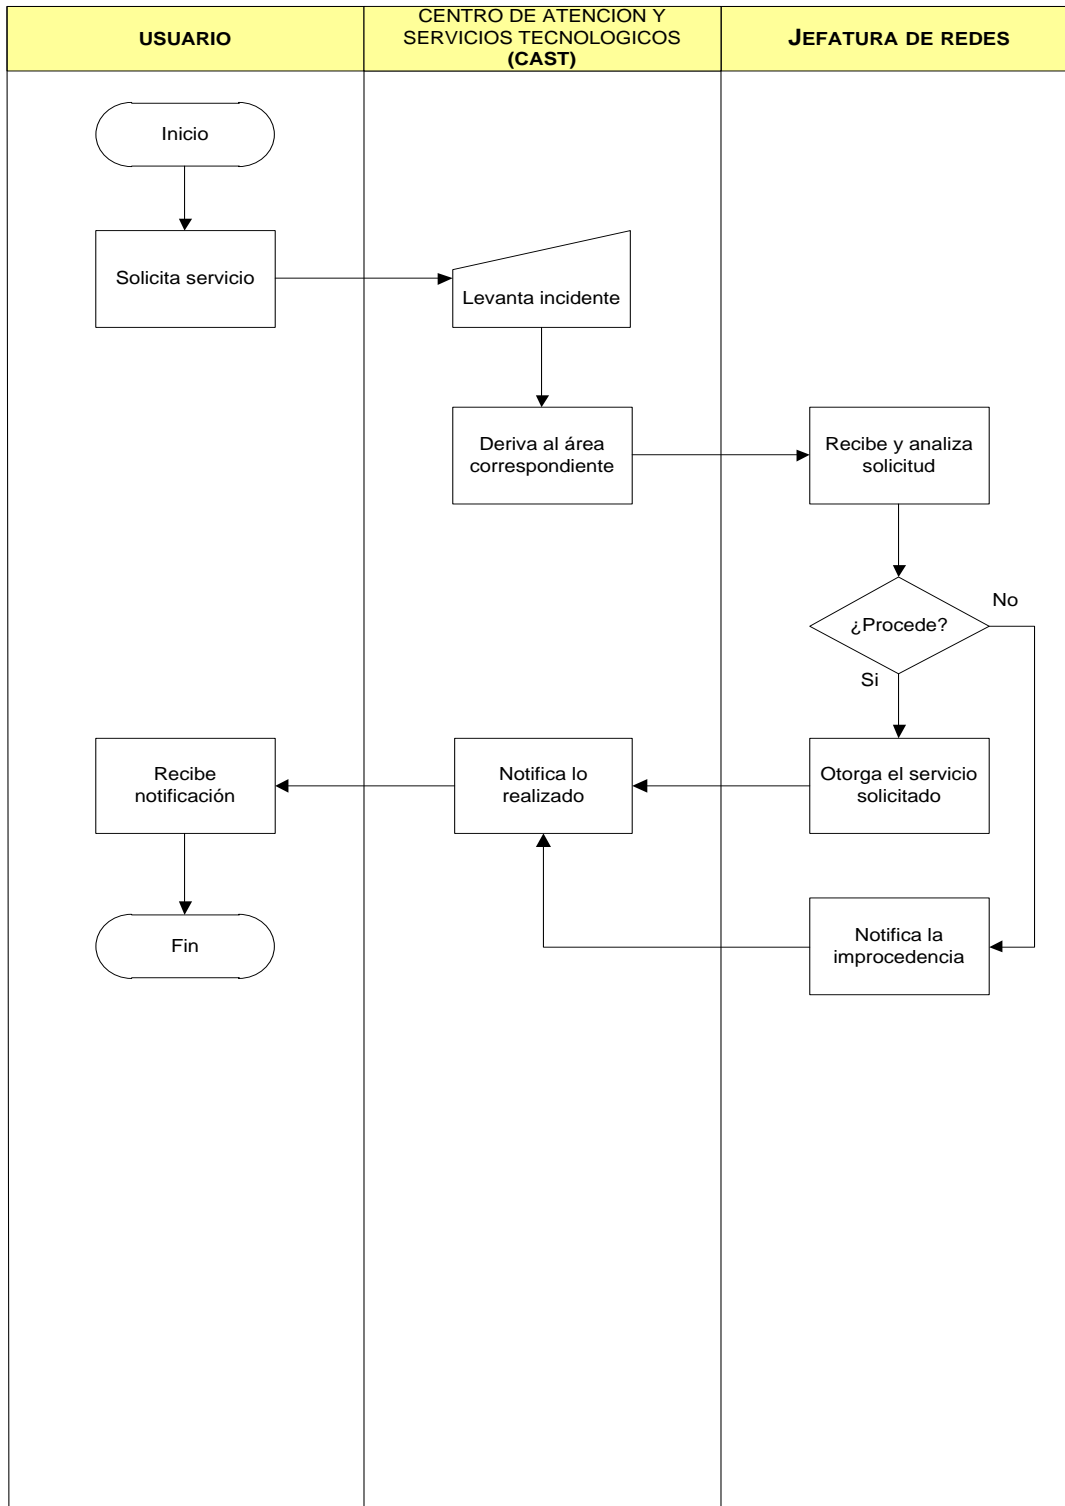 USUARIO
CENTRO DE ATENCION Y
SERVICIOS TECNOLOGICOS
(CAST)
JEFATURA DE REDES
Inicio
Solicita servicio
Levanta incidente
Deriva al área
correspondiente
Recibe y analiza
solicitud
¿Procede?
No
Si
Recibe
notificación
Notifica lo
realizado
Otorga el servicio
solicitado
Fin
Notifica la
improcedencia